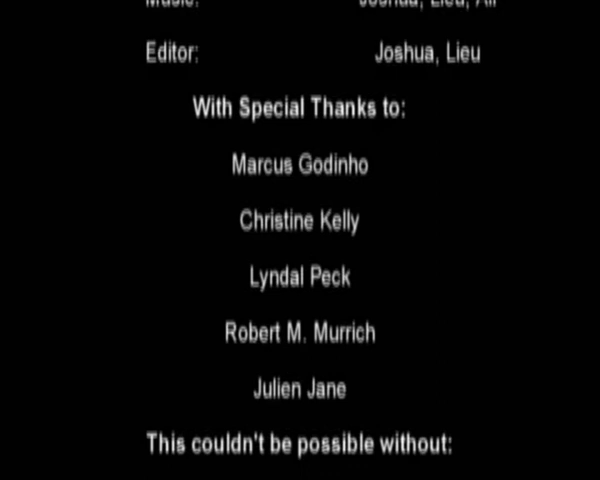 Music: Joshua, Lieu, Ali
Editor: Joshua, Lieu
With Special Thanks to:
Marcus Godinho
Christine Kelly
Lyndal Peck
Robert M. Murrich
Julien Jane
This couldn't be possible without: